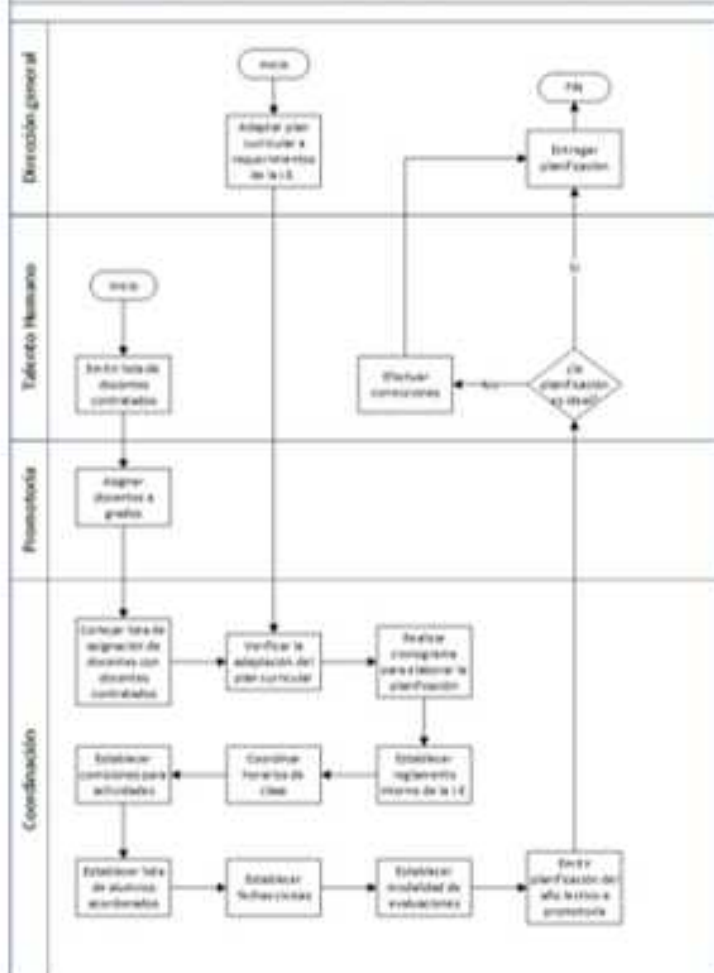 Dirección general
Inicio
Adaptar plan
curricular a
requerimientos
de la I.E
FIN
Entregar
planificación
Talento Humano
Inicio
Emitir lista de
docentes
contratados
Efectuar
correcciones
No
¿la
planificación
es ideal?
Si
Promotoría
Asignar
docentes a
grados
Coordinación
Cotejar lista de
asignación de
docentes con
docentes
contratados
Verificar la
adaptación del
plan curricular
Realizar
cronograma
para elaborar la
planificación
Establecer
comisiones para
actividades
Coordinar
horarios de
clase
Establecer
reglamento
interno de la I.E
Establecer lista
de alumnos
Establecer
fechas cívicas
Establecer
modalidad de
evaluaciones
Emitir
planificación del
año lectivo a
promotoría